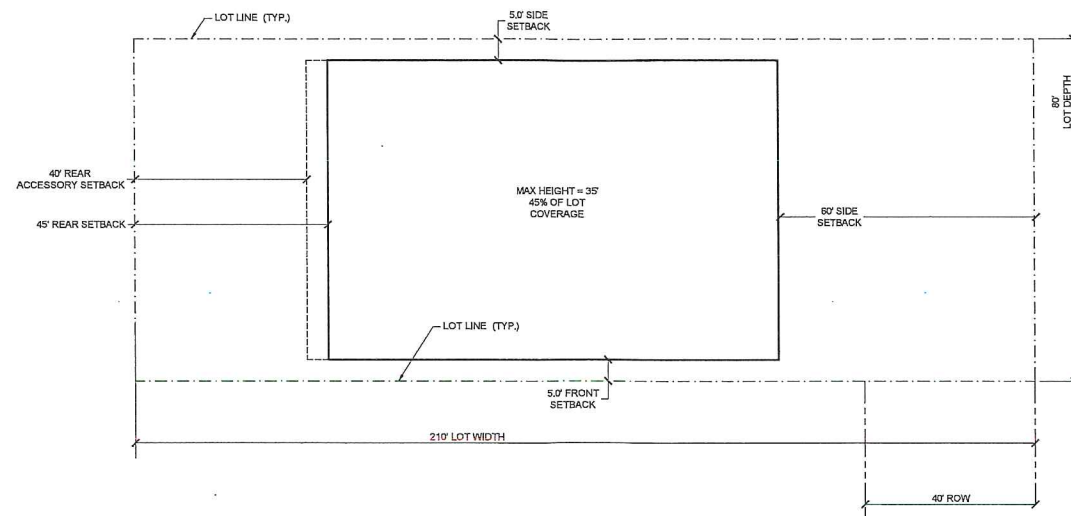 LOT LINE (TYP.)
5.0' SIDE
SETBACK
80'
LOT DEPTH
40' REAR
ACCESSORY SETBACK
MAX HEIGHT = 35'
45% OF LOT
COVERAGE
45' REAR SETBACK
60' SIDE
SETBACK
LOT LINE (TYP.)
5.0' FRONT
SETBACK
210' LOT WIDTH
40' ROW